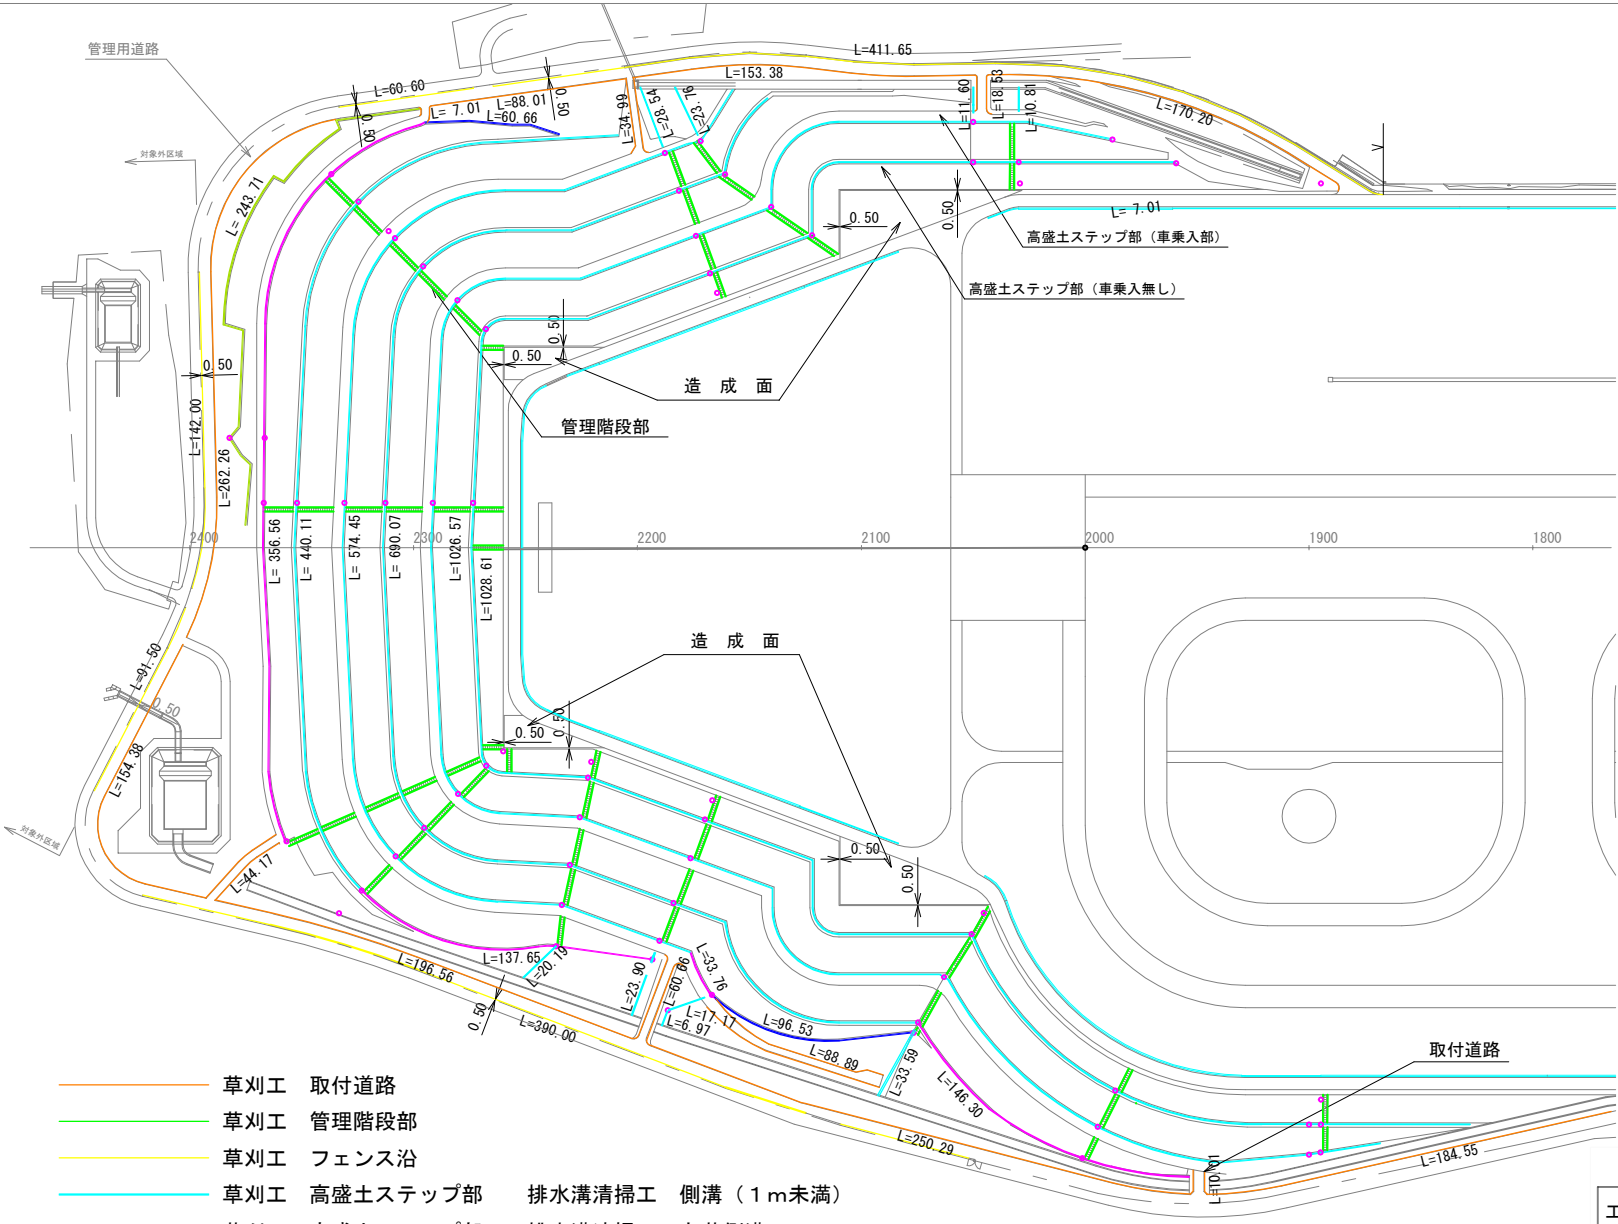 管理用道路
L=411.65
L=60.60
L=153.38
L= 7.01
L=88.01
L=60.66
0.50
0.50
L=34.99
L=28.54
L=23.76
L=11.60
L=18.53
L=10.81
L=170.20
対象外区域
L= 243.71
V
0.50
0.50
L= 7.01
高盛土ステップ部（車乗入部）
高盛土ステップ部（車乗入無し）
0.50
0.50
0.50
造 成 面
管理階段部
L=142.00
L=262.26
2400
2300
2200
2100
2000
1900
1800
L= 356.56
L= 440.11
L= 574.45
L= 690.07
L=1026.57
L=1028.61
造 成 面
L=91.50
0.50
0.50
0.50
L=154.38
対象外区域
0.50
0.50
L=44.17
L=137.65
L=20.19
L=196.56
0.50
L=390.00
L=23.90
L=60.66
L=33.76
L=17.17
L=6.97
L=96.53
L=88.89
L=33.59
L=146.30
L=250.29
取付道路
L=184.55
草刈工 取付道路
草刈工 管理階段部
草刈工 フェンス沿
草刈工 高盛土ステップ部 排水溝清掃工 側溝（１ｍ未満）